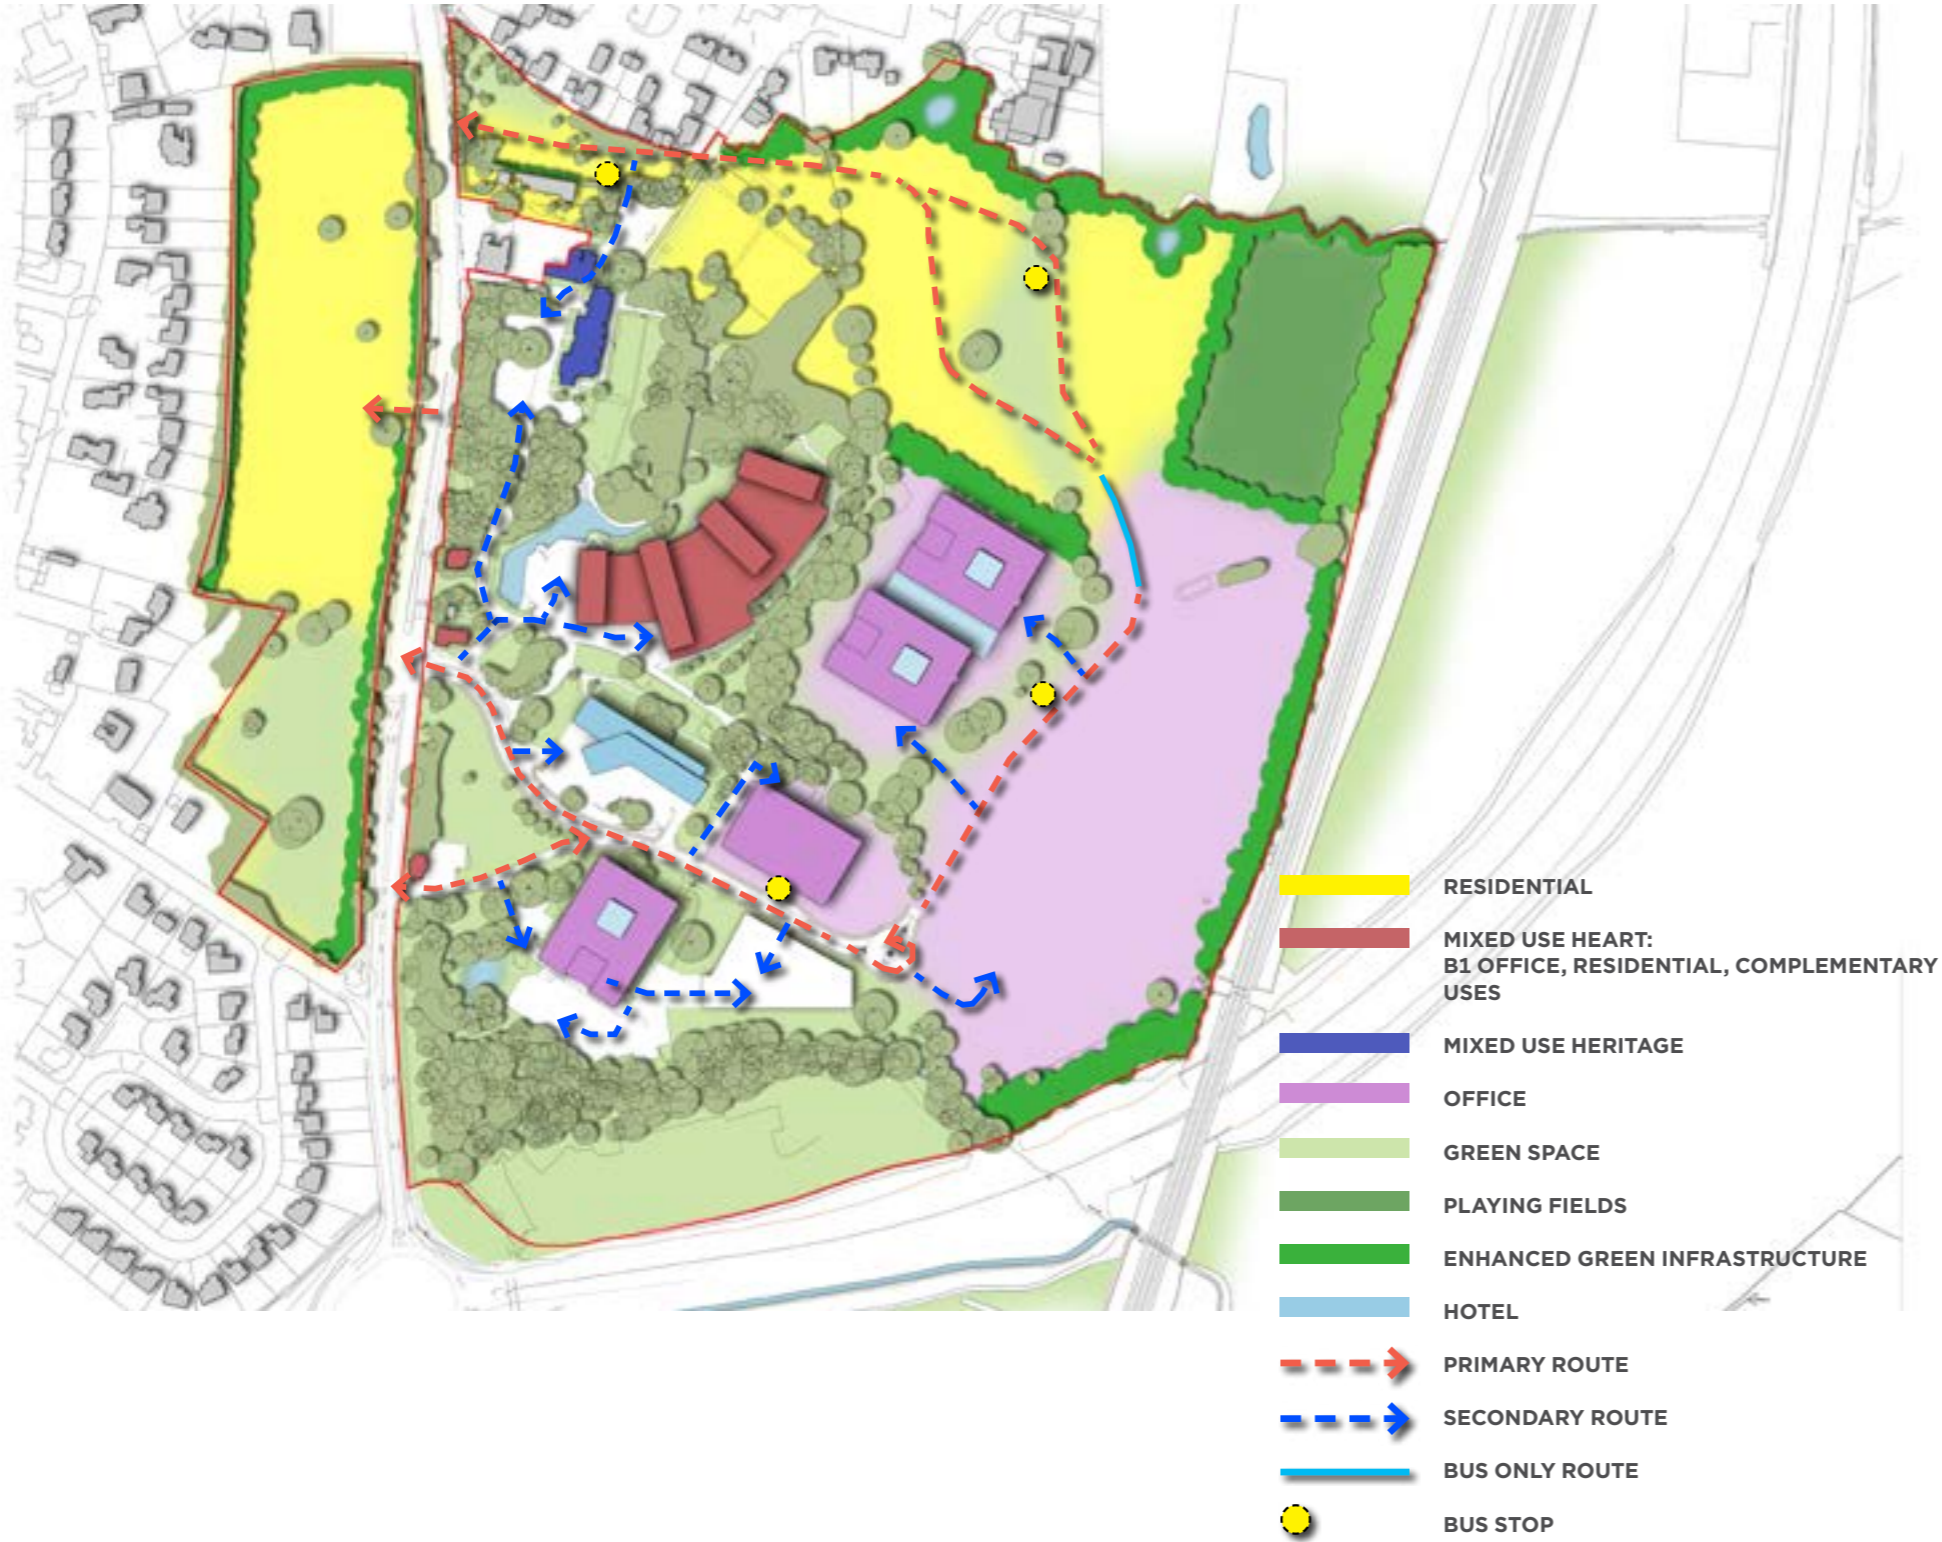 RESIDENTIAL
MIXED USE HEART:
B1 OFFICE, RESIDENTIAL, COMPLEMENTARY
USES
MIXED USE HERITAGE
OFFICE
GREEN SPACE
PLAYING FIELDS
ENHANCED GREEN INFRASTRUCTURE
HOTEL
PRIMARY ROUTE
SECONDARY ROUTE
BUS ONLY ROUTE
BUS STOP